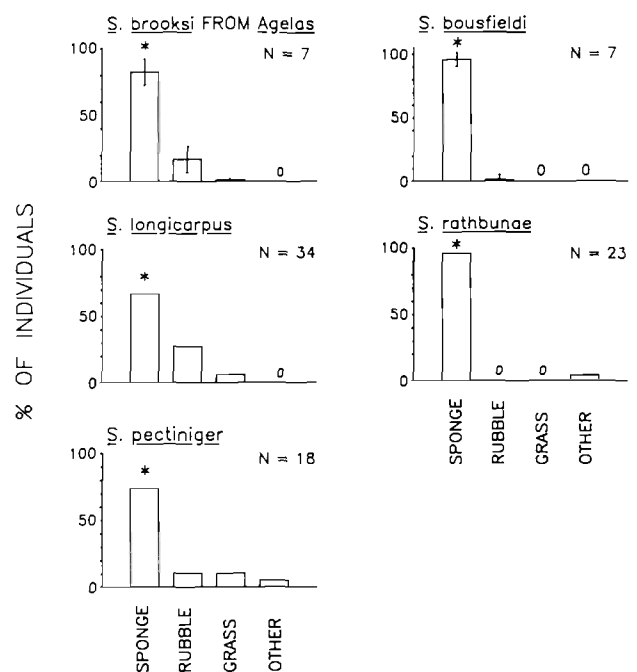 S. brooksi FROM Agelas
N = 7
*
100
50
0
0
S. bousfieldi
N = 7
*
100
50
0
0 0
% OF INDIVIDUALS
S. longicarpus
N = 34
*
100
50
0
0
S. rathbunae
N = 23
*
100
50
0
0 0
SPONGE
RUBBLE
GRASS
OTHER
S. pectiniger
N = 18
*
100
50
0
SPONGE
RUBBLE
GRASS
OTHER